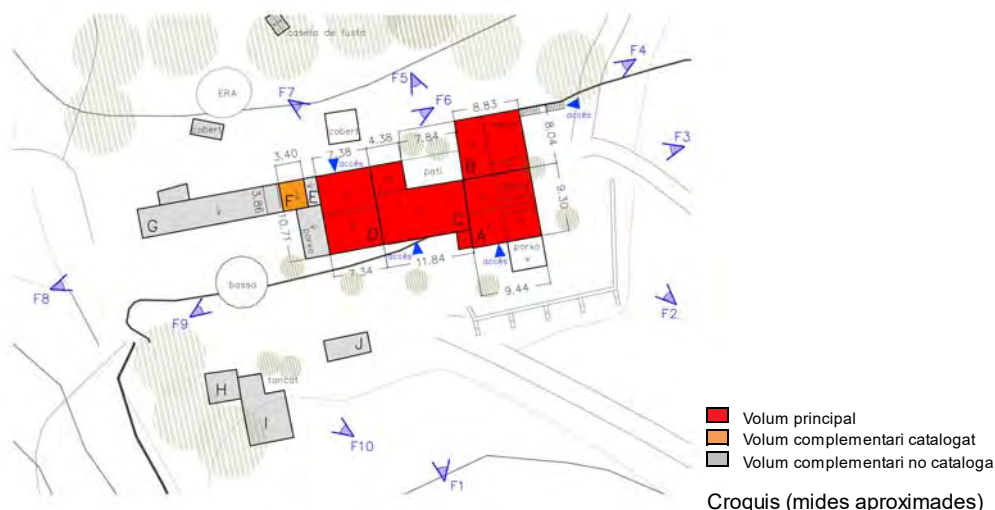 caseta de fusta
F4
F5
F7
ERA
F6
8.83
accés
cobert
cobert
4.38
7.84
8.04
F3
7.38
accés
3.40
pati
B
3.86
F
E
9.30
G
10.71
porxo
D
C
A
accés
accés
porxo
7.34
11.84
9.44
bassa
F8
F2
F9
J
tancat
H
I
F10
F1
Volum principal
Volum complementari catalogat
Volum complementari no cataloga
Croquis (mides aproximades)